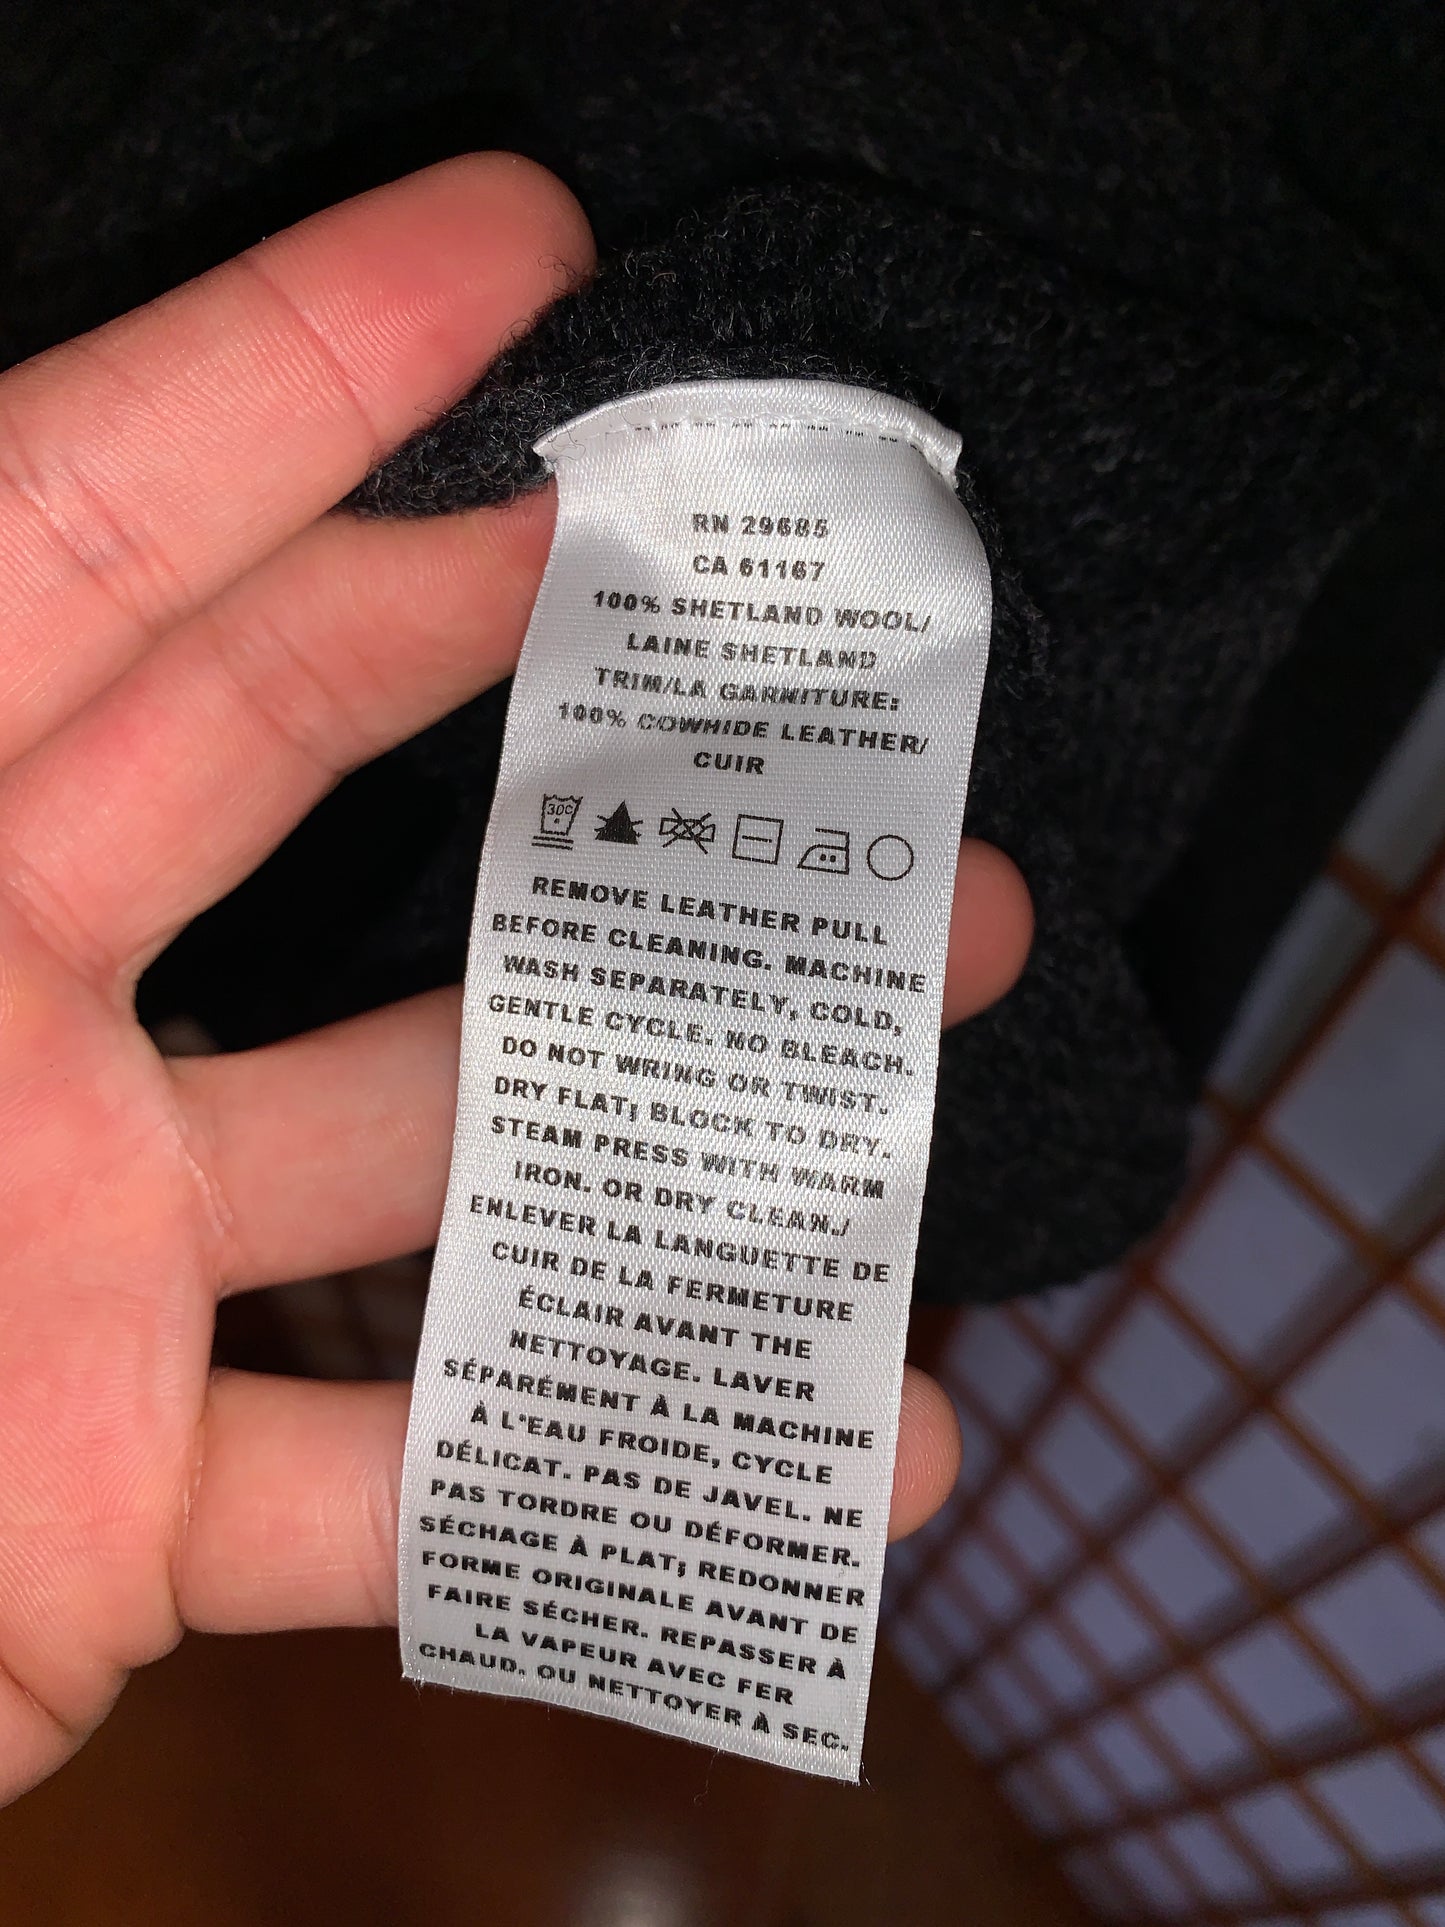 RN 29685
CA 61167
100% SHETLAND WOOL/
LAINE SHETLAND
TRIM/LA GARNITURE:
100% COWHIDE LEATHER/
CUIR
30C
REMOVE LEATHER PULL
BEFORE CLEANING. MACHINE
WASH SEPARATELY, COLD,
GENTLE CYCLE. NO BLEACH.
DO NOT WRING OR TWIST.
DRY FLAT; BLOCK TO DRY.
STEAM PRESS WITH WARM
IRON. OR DRY CLEAN./
ENLEVER LA LANGUETTE DE
CUIR DE LA FERMETURE
ÉCLAIR AVANT THE
NETTOYAGE. LAVER
SÉPARÉMENT À LA MACHINE
À L'EAU FROIDE, CYCLE
DÉLICAT. PAS DE JAVEL. NE
PAS TORDRE OU DÉFORMER.
SÉCHAGE À PLAT; REDONNER
FORME ORIGINALE AVANT DE
FAIRE SÉCHER. REPASSER À
LA VAPEUR AVEC FER
CHAUD. OU NETTOYER À SEC.